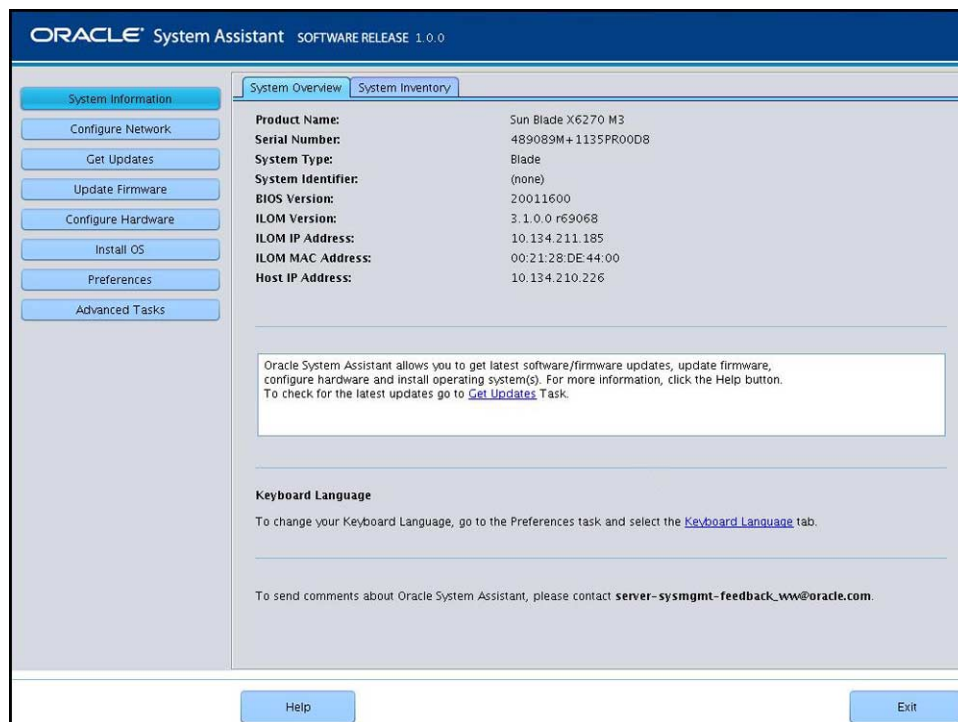 ORACLE System Assistant SOFTWARE RELEASE 1.0.0
System Information
Configure Network
Get Updates
Update Firmware
Configure Hardware
Install OS
Preferences
Advanced Tasks
System Overview System Inventory
Product Name: Sun Blade X6270 M3
Serial Number: 489089M+1135PR00D8
System Type: Blade
System Identifier: (none)
BIOS Version: 20011600
ILOM Version: 3.1.0.0 r69068
ILOM IP Address: 10.134.211.185
ILOM MAC Address: 00:21:28:DE:44:00
Host IP Address: 10.134.210.226
Oracle System Assistant allows you to get latest software/firmware updates, update firmware,
configure hardware and install operating system(s). For more information, click the Help button.
To check for the latest updates go to Get Updates Task.
Keyboard Language
To change your Keyboard Language, go to the Preferences task and select the Keyboard Language tab.
To send comments about Oracle System Assistant, please contact server-sysmgmt-feedback_ww@oracle.com.
Help
Exit